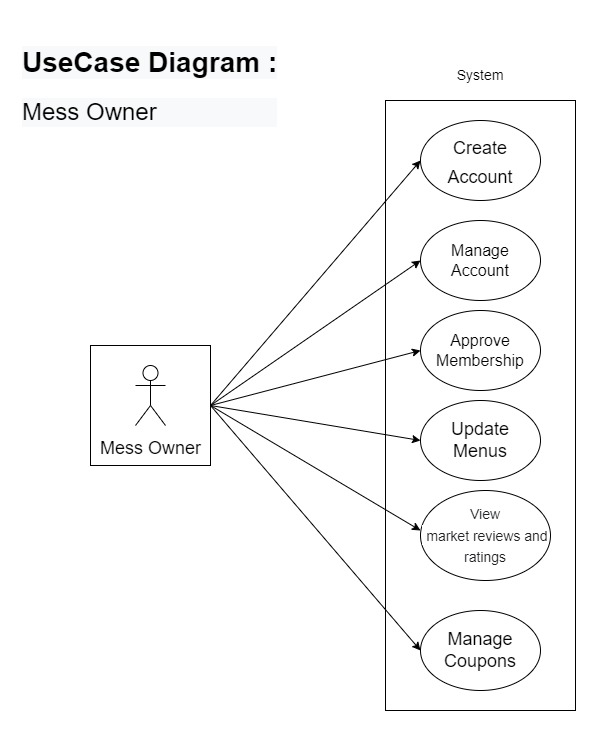 UseCase Diagram :
Mess Owner
System
Create
Account
Manage
Account
Approve
Membership
Update
Menus
View
market reviews and
ratings
Manage
Coupons
Mess Owner